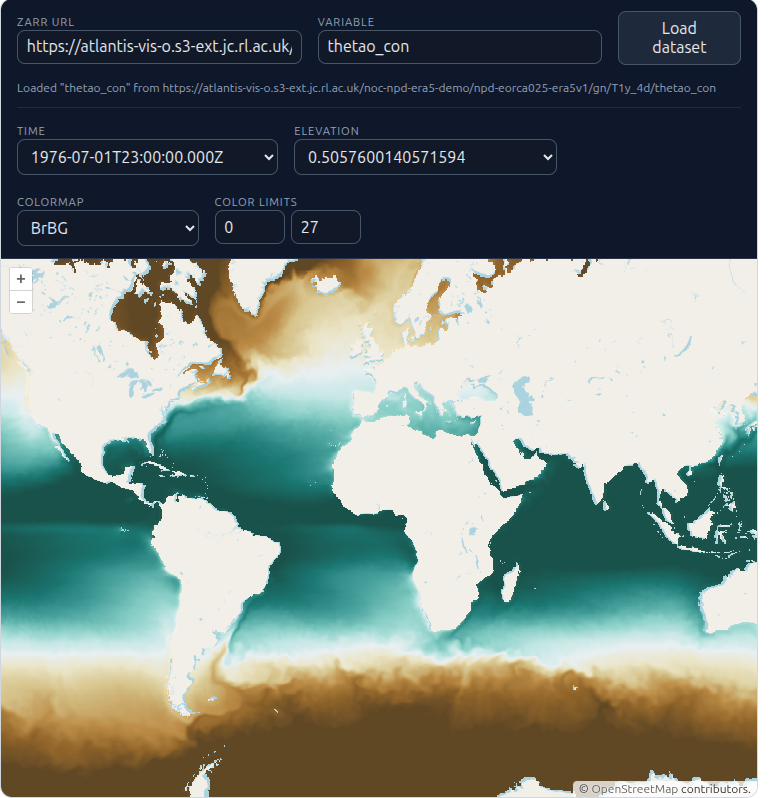 ZARR URL
https://atlantis-vis-o.s3-ext.jc.rl.ac.uk/
VARIABLE
thetao_con
Load
dataset
Loaded "thetao_con" from https://atlantis-vis-o.s3-ext.jc.rl.ac.uk/noc-npd-era5-demo/npd-eorca025-era5v1/gn/T1y_4d/thetao_con
TIME
1976-07-01T23:00:00.000Z
ELEVATION
0.5057600140571594
COLORMAP
BrBG
COLOR LIMITS
0
27
+
−
© OpenStreetMap contributors.